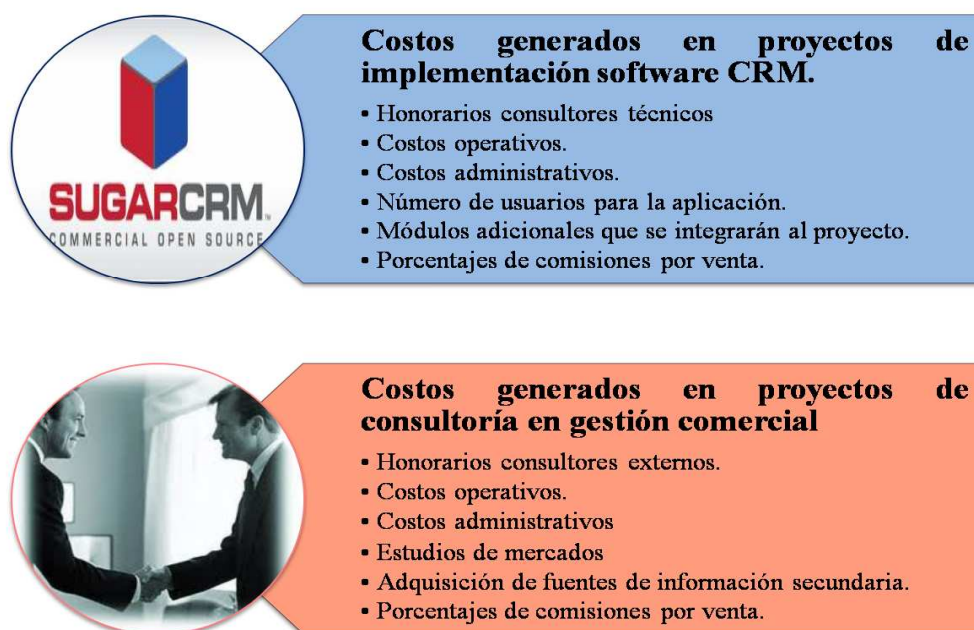 SUGARCRM
COMMERCIAL OPEN SOURCE
Costos generados en proyectos de
implementación software CRM.
• Honorarios consultores técnicos
• Costos operativos.
• Costos administrativos.
• Número de usuarios para la aplicación.
• Módulos adicionales que se integrarán al proyecto.
• Porcentajes de comisiones por venta.
Costos generados en proyectos de
consultoría en gestión comercial
• Honorarios consultores externos.
• Costos operativos.
• Costos administrativos
• Estudios de mercados
• Adquisición de fuentes de información secundaria.
• Porcentajes de comisiones por venta.